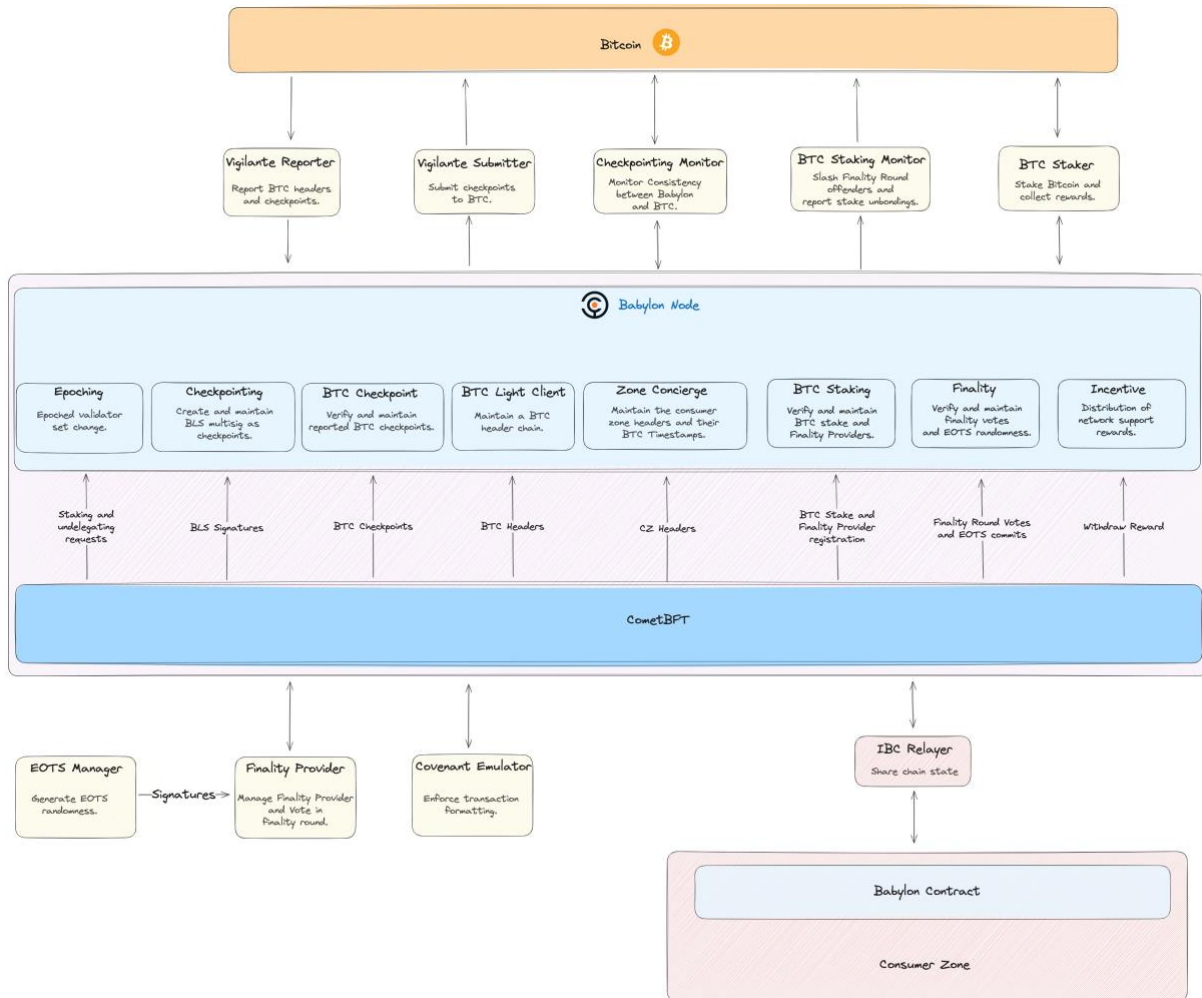 Bitcoin
Vigilante Reporter
Report BTC headers
and checkpoints.
Vigilante Submitter
Submit checkpoints
to BTC.
Checkpointing Monitor
Monitor Consistency
between Babylon
and BTC.
BTC Staking Monitor
Slash Finality Round
offenders and
report stake unbondings.
BTC Staker
Stake Bitcoin and
collect rewards.
Babylon Node
Epoching
Epoched validator
set change.
Checkpointing
Create and maintain
BLS multisig as
checkpoints.
BTC Checkpoint
Verify and maintain
reported BTC checkpoints.
BTC Light Client
Maintain a BTC
header chain.
Zone Concierge
Maintain the consumer
zone headers and their
BTC Timestamps.
BTC Staking
Verify and maintain
BTC stake and
Finality Providers.
Finality
Verify and maintain
finality votes
and EOTS randomness.
Incentive
Distribution of
network support
rewards.
Staking and
undelegating
requests
BLS Signatures
BTC Checkpoints
BTC Headers
CZ Headers
BTC Stake and
Finality Provider
registration
Finality Round Votes
and EOTS commits
Withdraw Reward
CometBFT
EOTS Manager
Generate EOTS
randomness.
Signatures
Finality Provider
Manage Finality Provider
and Vote in
finality round.
Covenant Emulator
Enforce transaction
formatting.
IBC Relayer
Share chain state
Babylon Contract
Consumer Zone